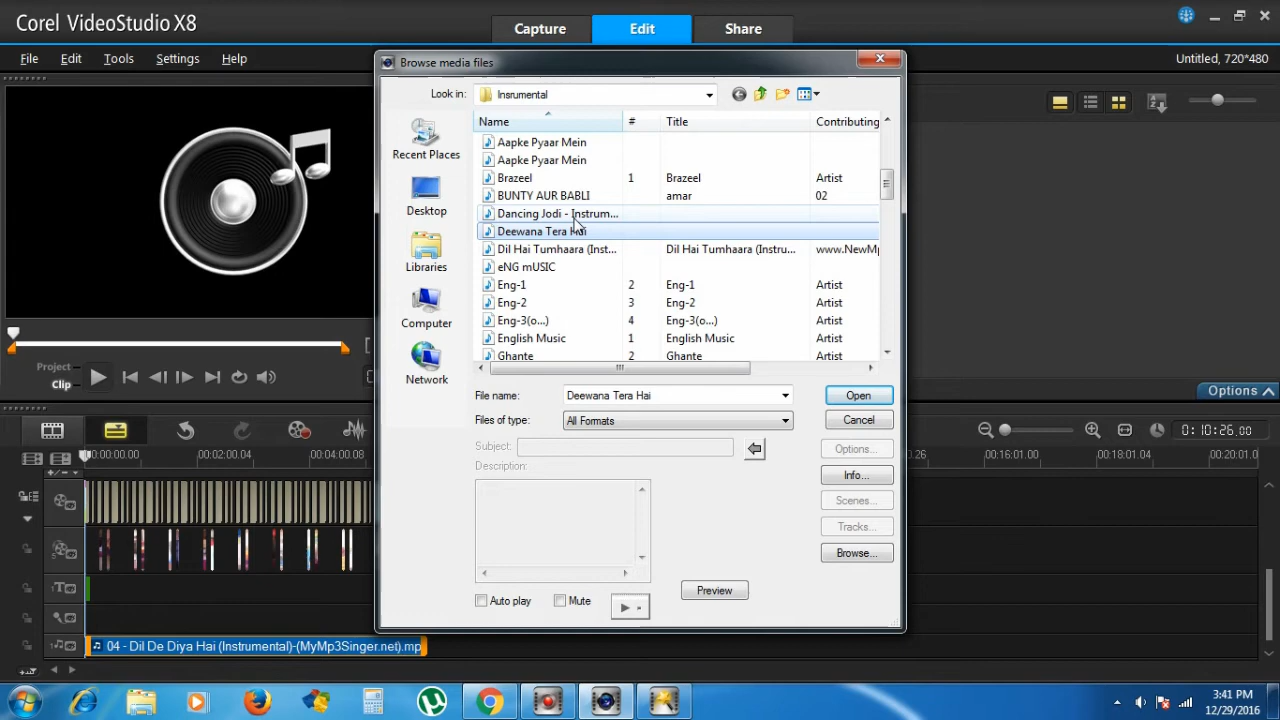 Corel VideoStudio X8
Capture
Edit
Share
File Edit Tools Settings Help
Untitled, 720*480
Browse media files
Look in: Insrumental
Recent Places
Desktop
Libraries
Computer
Network
Name # Title Contributing
Aapke Pyaar Mein
Aapke Pyaar Mein
Brazeel 1 Brazeel Artist
BUNTY AUR BABLI amar 02
Dancing Jodi - Instrum...
Deewana Tera Hai
Dil Hai Tumhaara (Inst... Dil Hai Tumhaara (Instru... www.NewM
eNG mUSIC
Eng-1 2 Eng-1 Artist
Eng-2 3 Eng-2 Artist
Eng-3(o...) 4 Eng-3(o...) Artist
English Music 1 English Music Artist
Ghante 2 Ghante Artist
File name: Deewana Tera Hai
Files of type: All Formats
Subject:
Description:
Open
Cancel
Options...
Info...
Scenes...
Tracks...
Browse...
Auto play
Mute
Preview
Project
Clip
Options
0: 10:26.00
00:00:00.0 00:02:04.00 00:04:08.0 .26 00:16:01.0 00:18:01.04 00:20:01.0
04 - Dil De Diya Hai (Instrumental)-(MyMp3Singer.net).mp
3:41 PM
12/29/2016